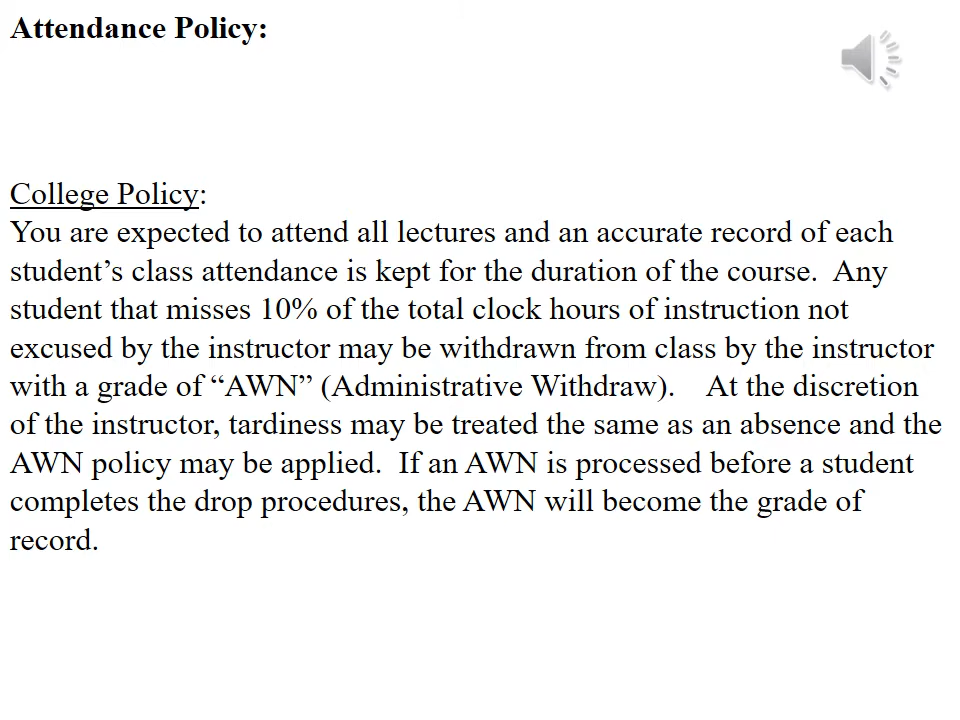 Attendance Policy:
College Policy:
You are expected to attend all lectures and an accurate record of each
student’s class attendance is kept for the duration of the course.  Any
student that misses 10% of the total clock hours of instruction not
excused by the instructor may be withdrawn from class by the instructor
with a grade of “AWN” (Administrative Withdraw).    At the discretion
of the instructor, tardiness may be treated the same as an absence and the
AWN policy may be applied.  If an AWN is processed before a student
completes the drop procedures, the AWN will become the grade of
record.